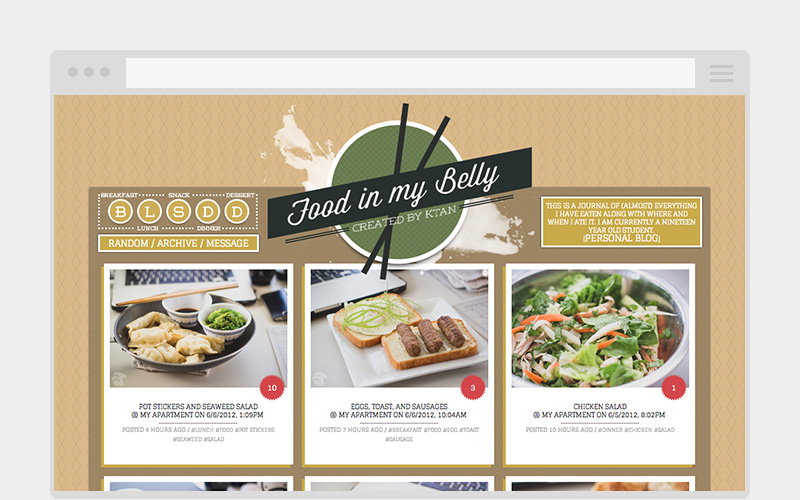 Food in my Belly
CREATED BY KTAN
BREAKFAST SNACK DESSERT
B L S D D
LUNCH DINNER
RANDOM / ARCHIVE / MESSAGE
THIS IS A JOURNAL OF (ALMOST) EVERYTHING
I HAVE EATEN ALONG WITH WHERE AND
WHEN I ATE IT. I AM CURRENTLY A NINETEEN
YEAR OLD STUDENT.
[PERSONAL BLOG]
10
POT STICKERS AND SEAWEED SALAD
@ MY APARTMENT ON 6/6/2012, 1:09PM
POSTED 4 HOURS AGO / #LUNCH #FOOD #POT STICKERS
#SEAWEED #SALAD
3
EGGS, TOAST, AND SAUSAGES
@ MY APARTMENT ON 6/6/2012, 10:04AM
POSTED 7 HOURS AGO / #BREAKFAST #FOOD #EGG #TOAST
#SAUSAGE
1
CHICKEN SALAD
@ MY APARTMENT ON 6/5/2012, 8:02PM
POSTED 10 HOURS AGO / #DINNER #CHICKEN #SALAD